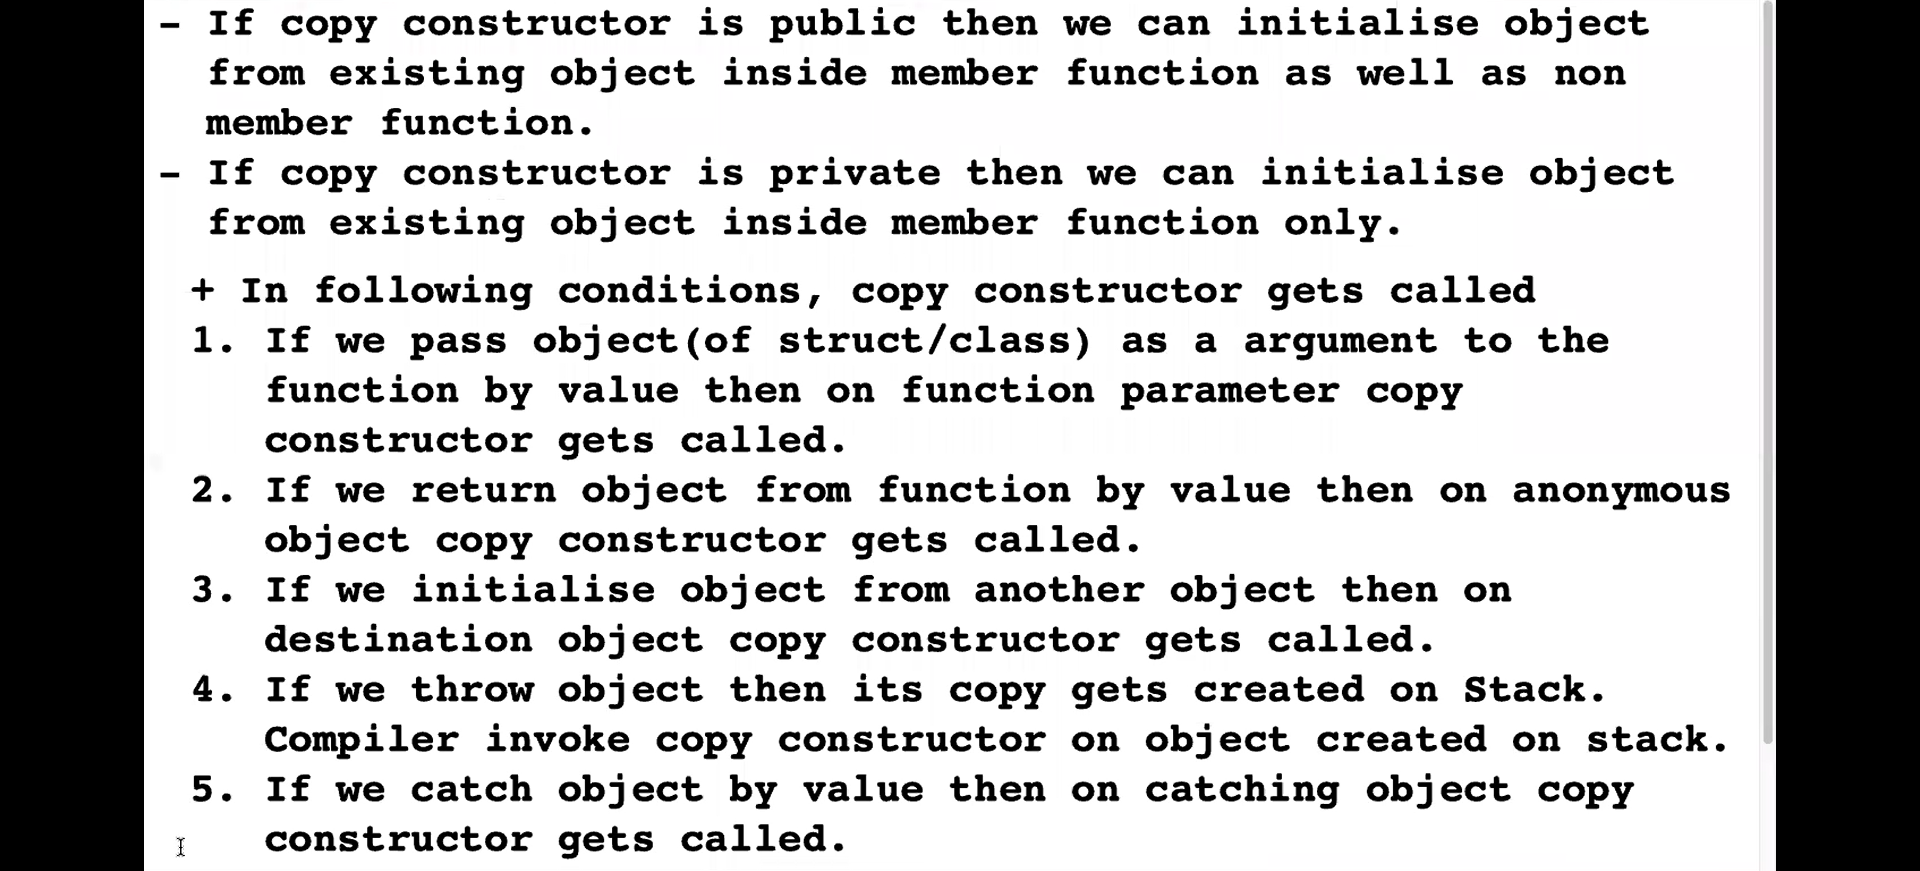 - If copy constructor is public then we can initialise object
from existing object inside member function as well as non
member function.
- If copy constructor is private then we can initialise object
from existing object inside member function only.
+ In following conditions, copy constructor gets called
1. If we pass object(of struct/class) as a argument to the
function by value then on function parameter copy
constructor gets called.
2. If we return object from function by value then on anonymous
object copy constructor gets called.
3. If we initialise object from another object then on
destination object copy constructor gets called.
4. If we throw object then its copy gets created on Stack.
Compiler invoke copy constructor on object created on stack.
5. If we catch object by value then on catching object copy
constructor gets called.